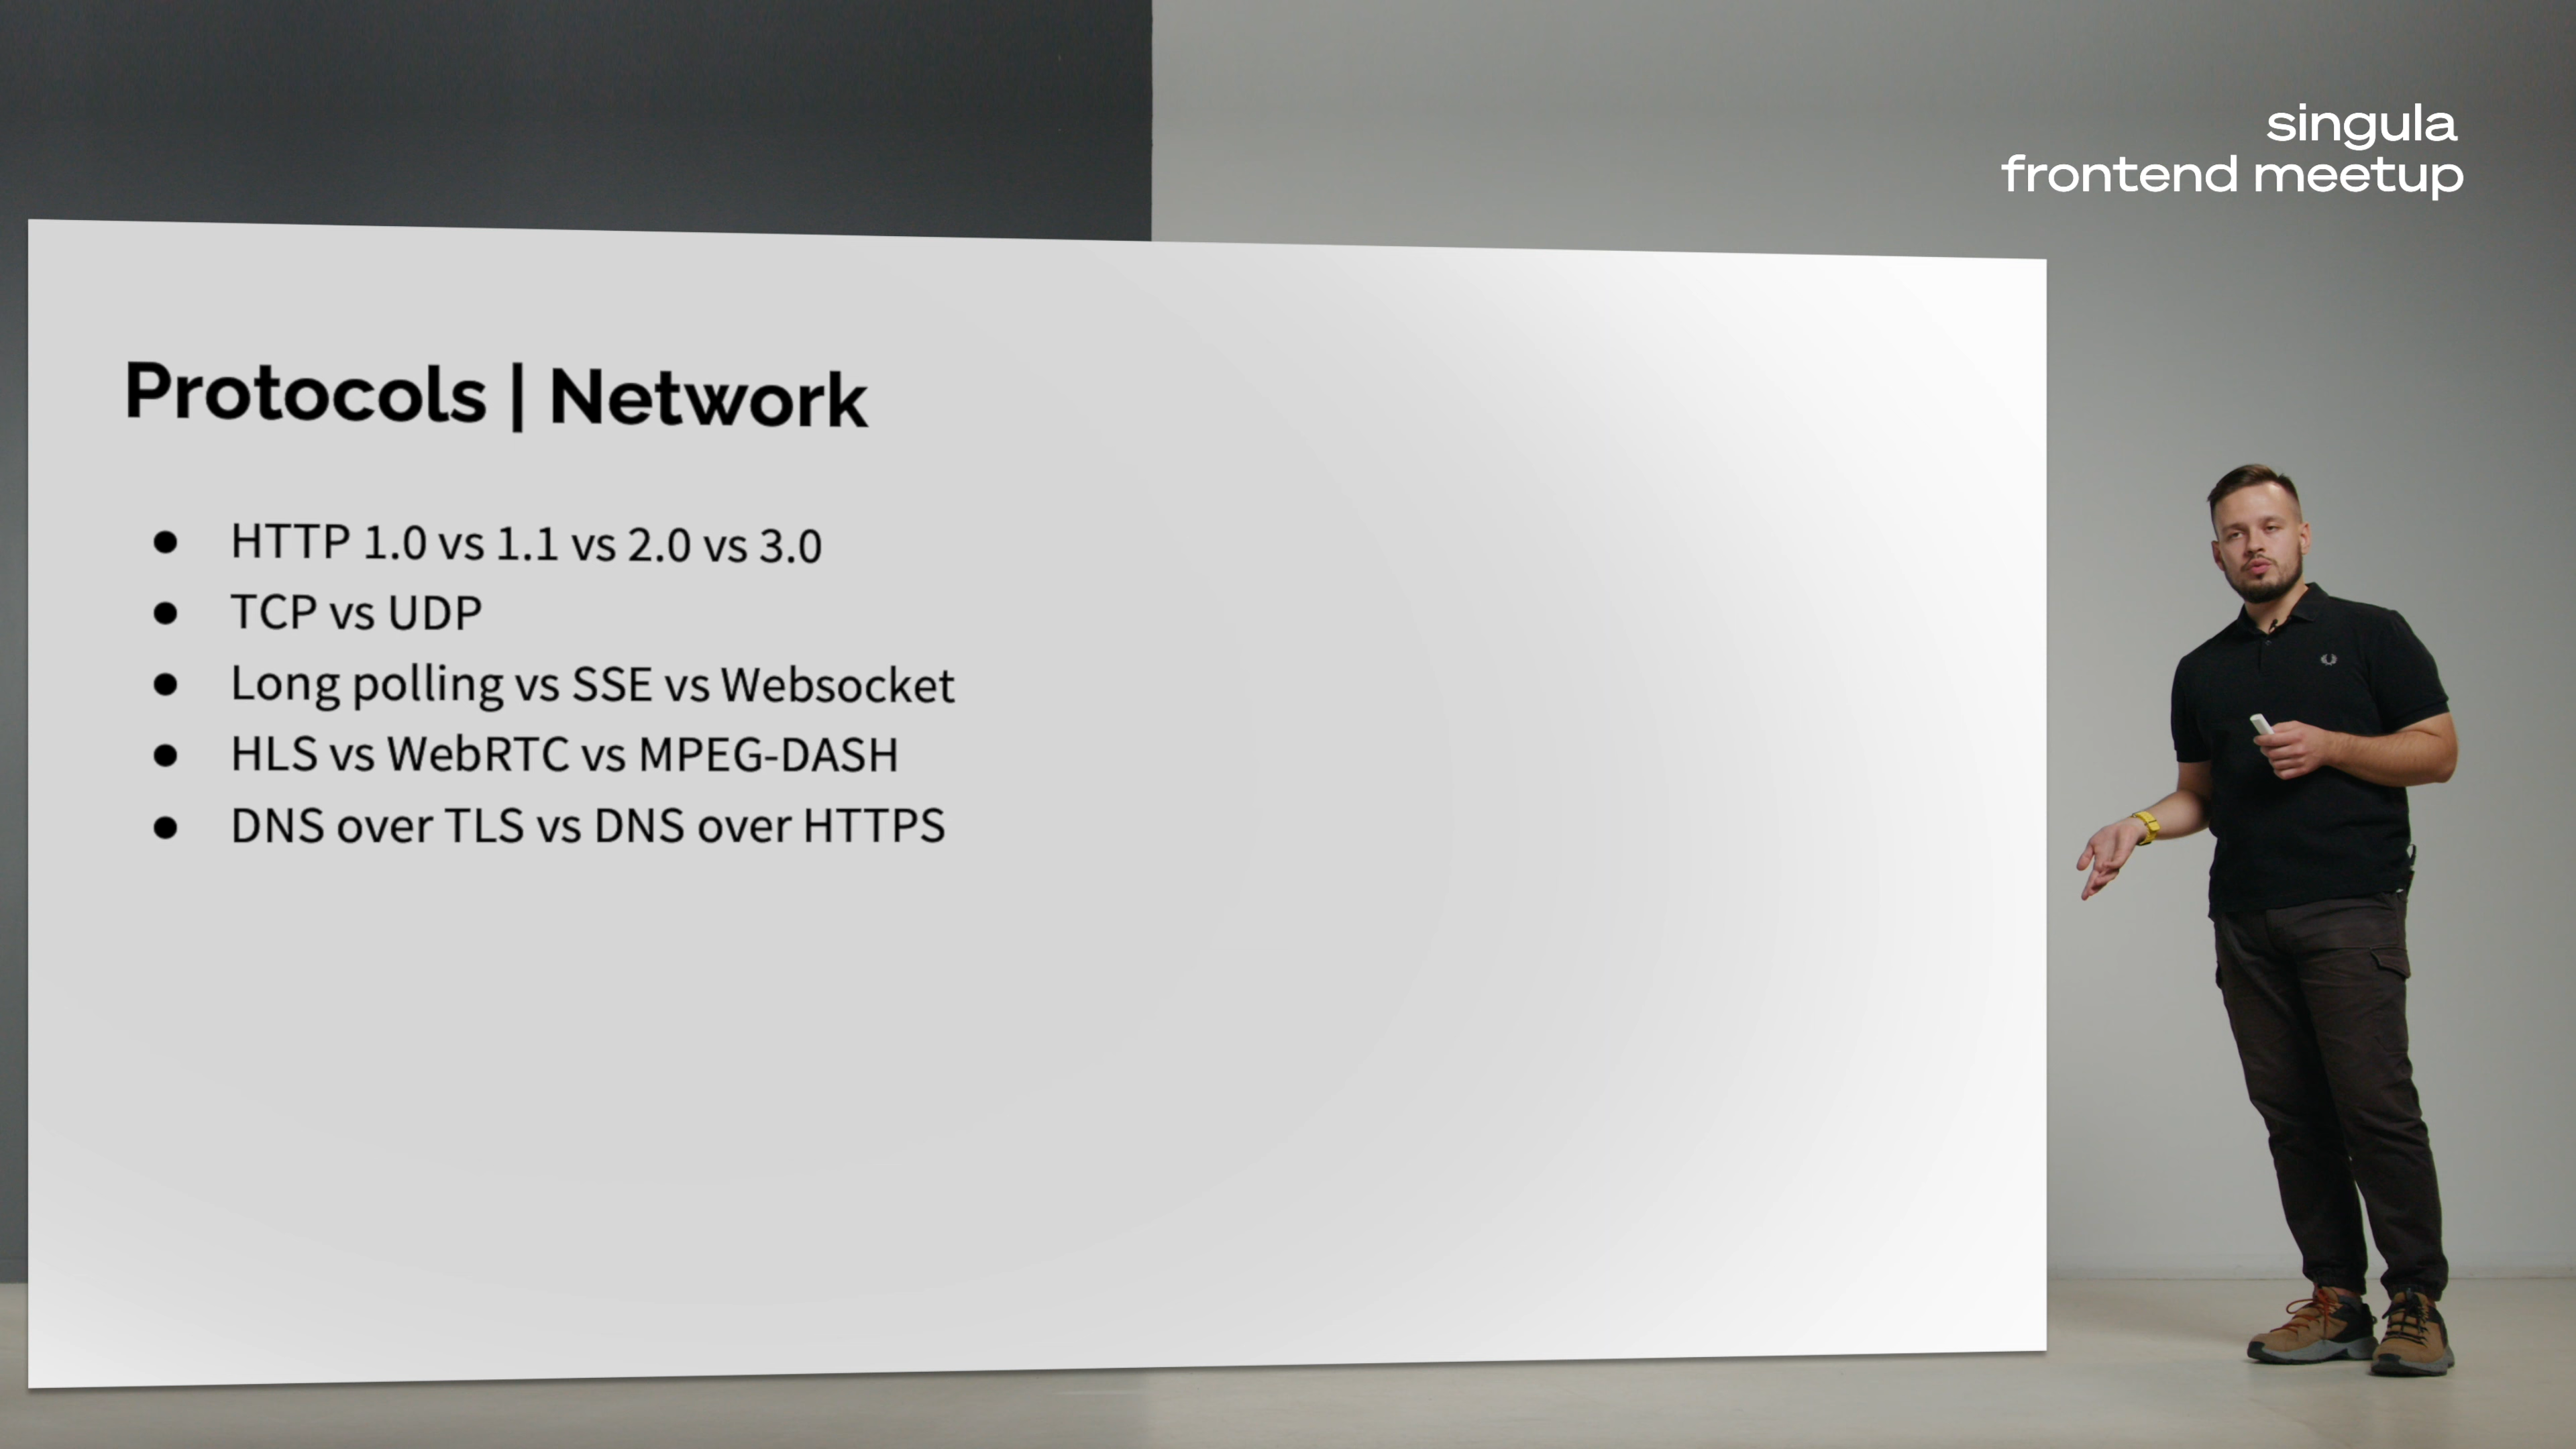 singula
frontend meetup
Protocols | Network
● HTTP 1.0 vs 1.1 vs 2.0 vs 3.0
● TCP vs UDP
● Long polling vs SSE vs Websocket
● HLS vs WebRTC vs MPEG-DASH
● DNS over TLS vs DNS over HTTPS